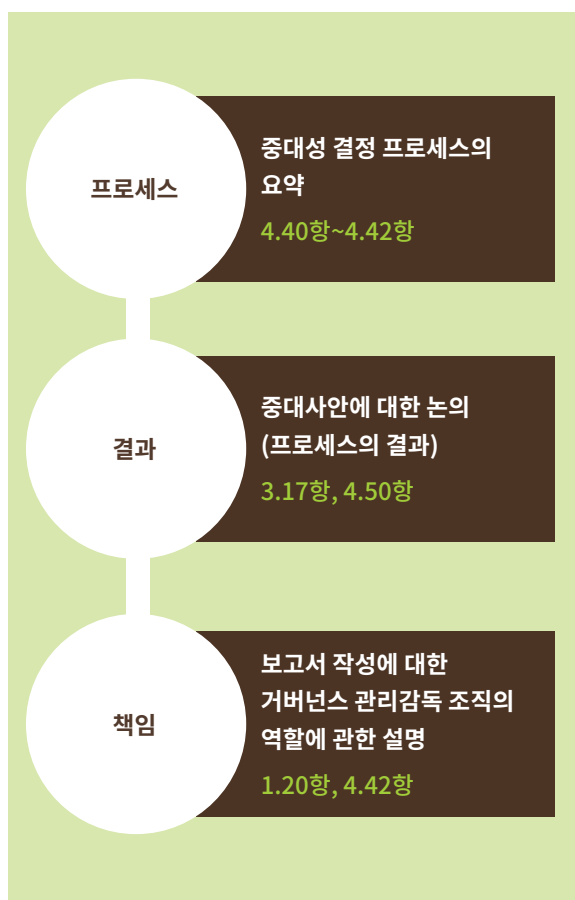 프로세스
중대성 결정 프로세스의
요약
4.40항~4.42항
결과
중대사안에 대한 논의
(프로세스의 결과)
3.17항, 4.50항
책임
보고서 작성에 대한
거버넌스 관리감독 조직의
역할에 관한 설명
1.20항, 4.42항